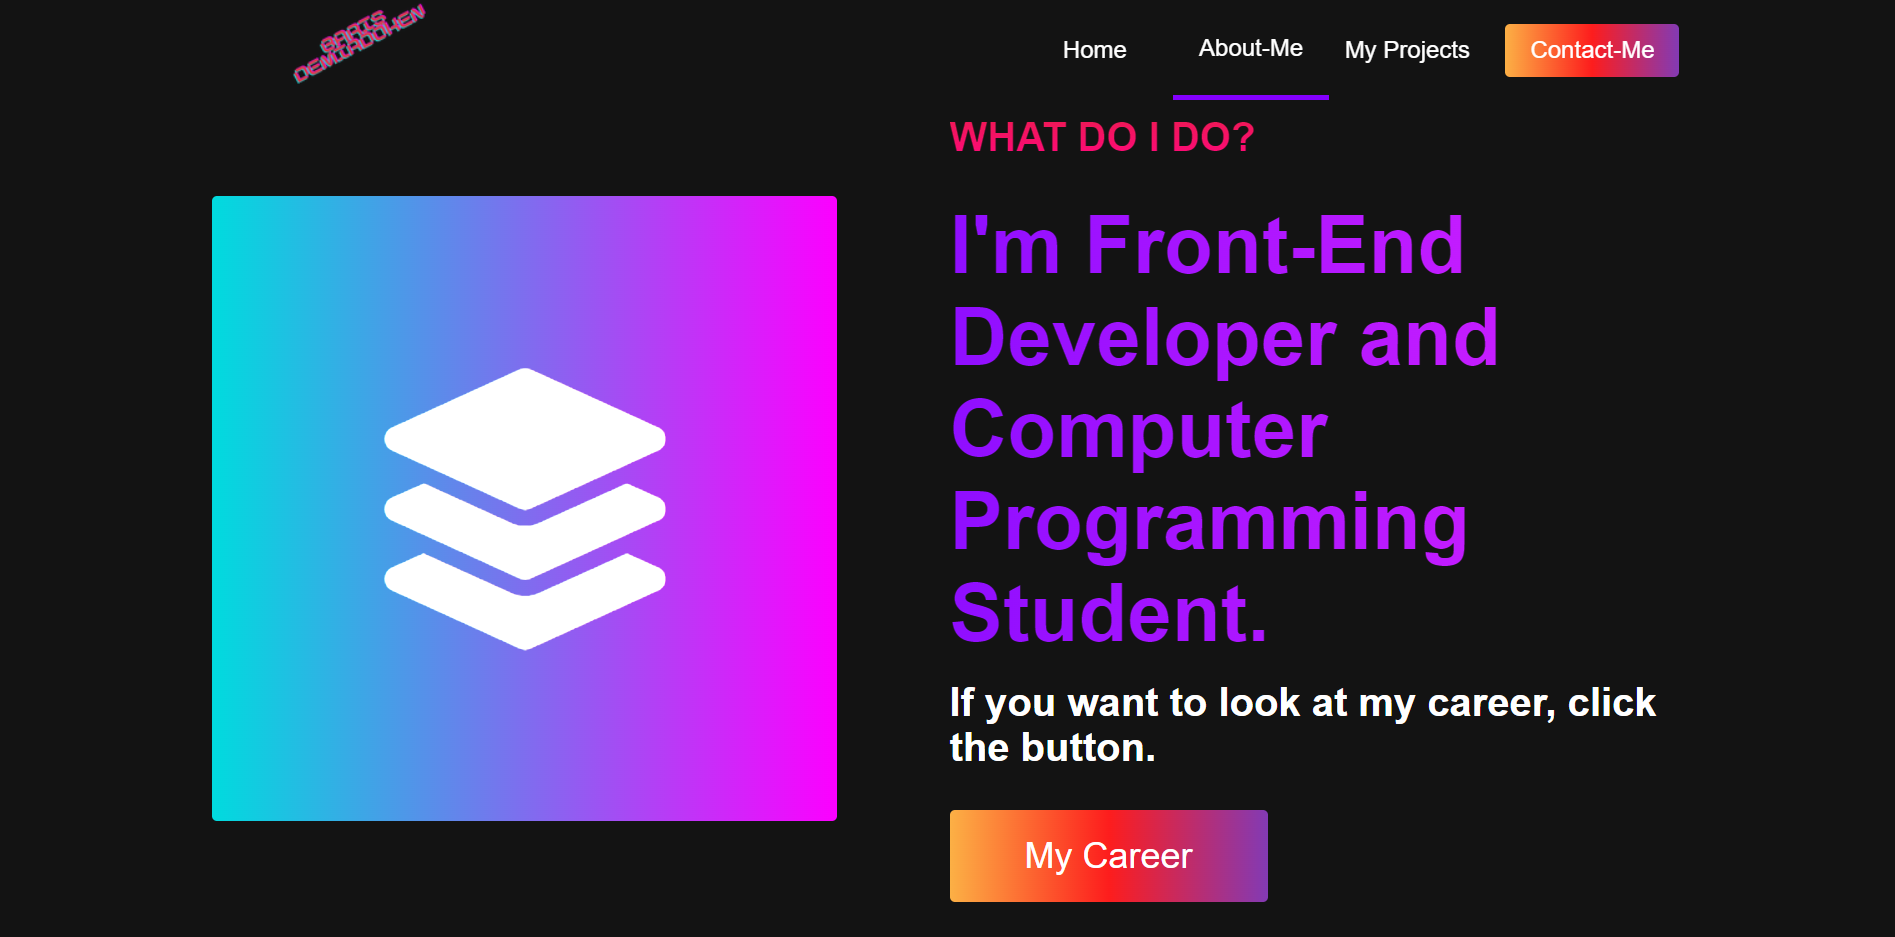 BARIS
DEMIRDOHEN
Home
About-Me
My Projects
Contact-Me
WHAT DO I DO?
I'm Front-End
Developer and
Computer
Programming
Student.
If you want to look at my career, click
the button.
My Career